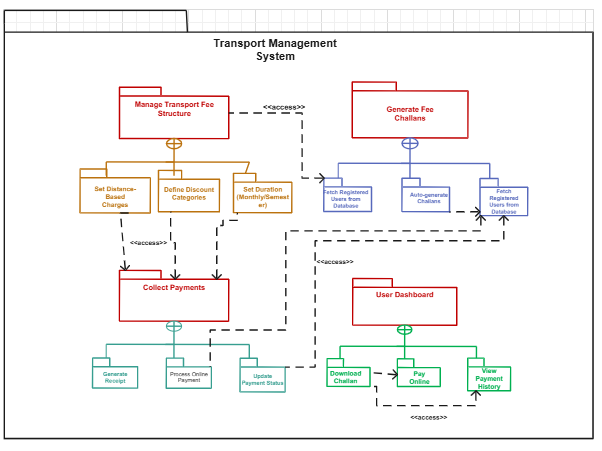 Transport Management
System
Manage Transport Fee
Structure
<<access>>
Generate Fee
Challans
Set Distance-
Based
Charges
Define Discount
Categories
Set Duration
(Monthly/Semest
er)
Fetch Registered
Users from
Database
Auto-generate
Challans
Fetch
Registered
Users from
Database
<<access>>
<<access>>
Collect Payments
User Dashboard
Generate
Receipt
Process Online
Payment
Update
Payment Status
Download
Challan
Pay
Online
View
Payment
History
<<access>>